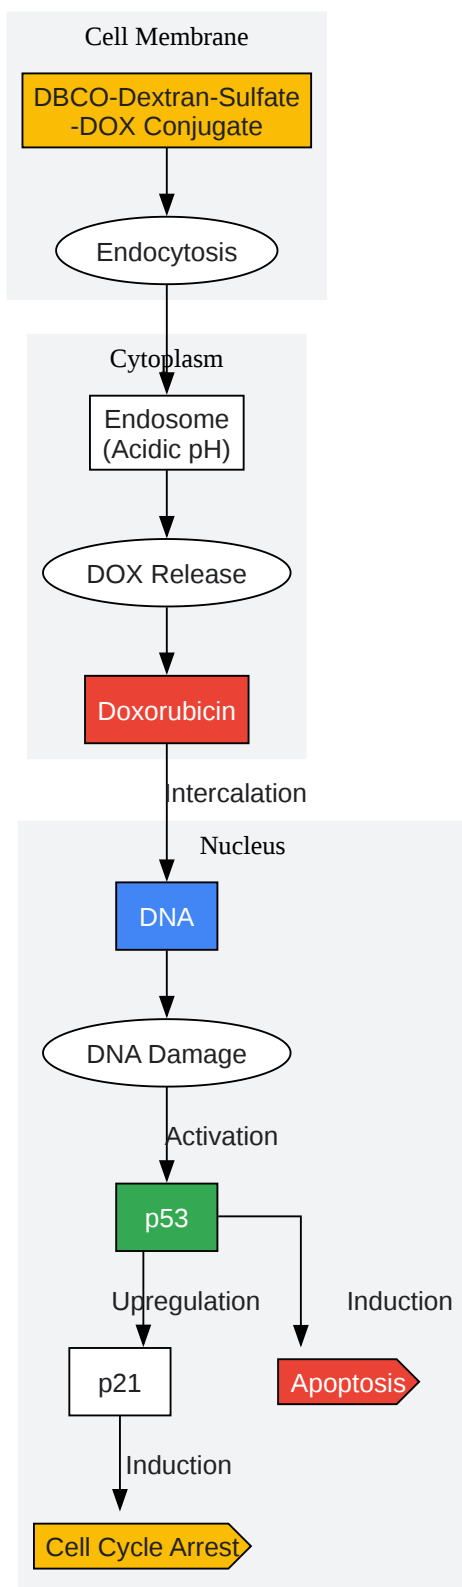 Cell Membrane
DBCO-Dextran-Sulfate
-DOX Conjugate
Endocytosis
Cytoplasm
Endosome
(Acidic pH)
DOX Release
Doxorubicin
Intercalation
Nucleus
DNA
DNA Damage
Activation
p53
Upregulation
Induction
p21
Apoptosis
Induction
Cell Cycle Arrest